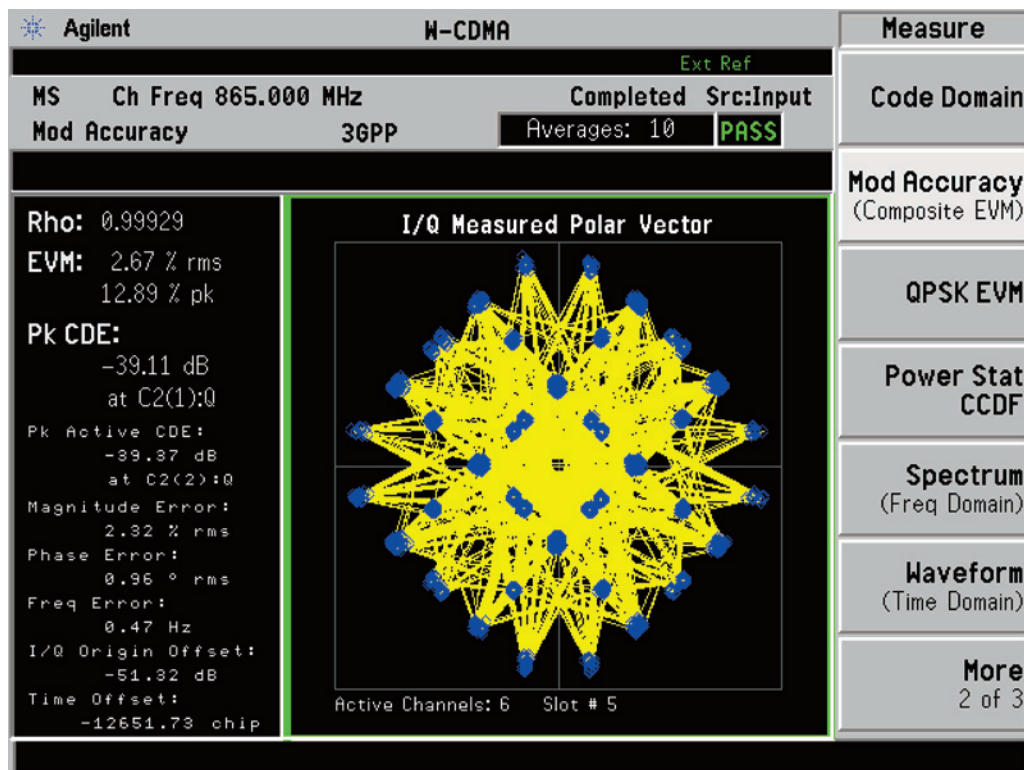 Agilent
W-CDMA
Measure
Ext Ref
MS Ch Freq 865.000 MHz Completed Src:Input
Mod Accuracy 3GPP Averages: 10 PASS
Rho: 0.99929
EVM: 2.67 % rms
12.89 % pk
Pk CDE:
-39.11 dB
at C2(1):Q
Pk Active CDE:
-39.37 dB
at C2(2):Q
Magnitude Error:
2.32 % rms
Phase Error:
0.96 ° rms
Freq Error:
0.47 Hz
I/Q Origin Offset:
-51.32 dB
Time Offset:
-12651.73 chip
I/Q Measured Polar Vector
Active Channels: 6 Slot # 5
Code Domain
Mod Accuracy
(Composite EVM)
QPSK EVM
Power Stat
CCDF
Spectrum
(Freq Domain)
Waveform
(Time Domain)
More
2 of 3